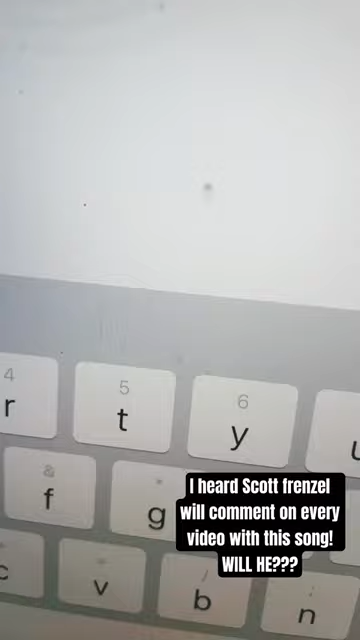 4 5 6
r t y
& *
f g
/
c v b n
I heard Scott frenzel
will comment on every
video with this song!
WILL HE???